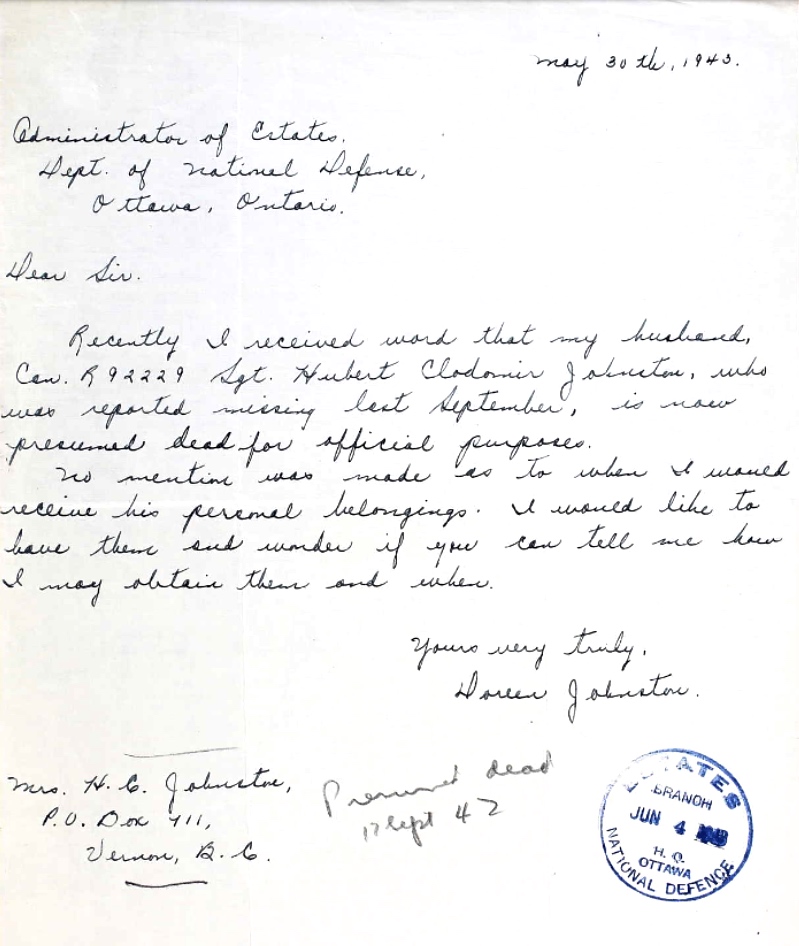 May 30th, 1943.
Administrator of Estates.
Dept. of National Defense,
Ottawa, Ontario.
Dear Sir.
Recently I received word that my husband,
Can. R92229 Sgt. Hubert Clodomir Johnston, who
was reported missing last September, is now
presumed dead for official purposes.
No mention was made as to when I would
receive his personal belongings. I would like to
have them and wonder if you can tell me how
I may obtain them and when.
Yours very truly,
Doreen Johnston.
Mrs. H. C. Johnston,
P.O. Box 711,
Vernon, B.C.
Presumed dead
17 Sept 42
ESTATES
BRANCH
JUN 4
H. Q.
OTTAWA
NATIONAL DEFENCE